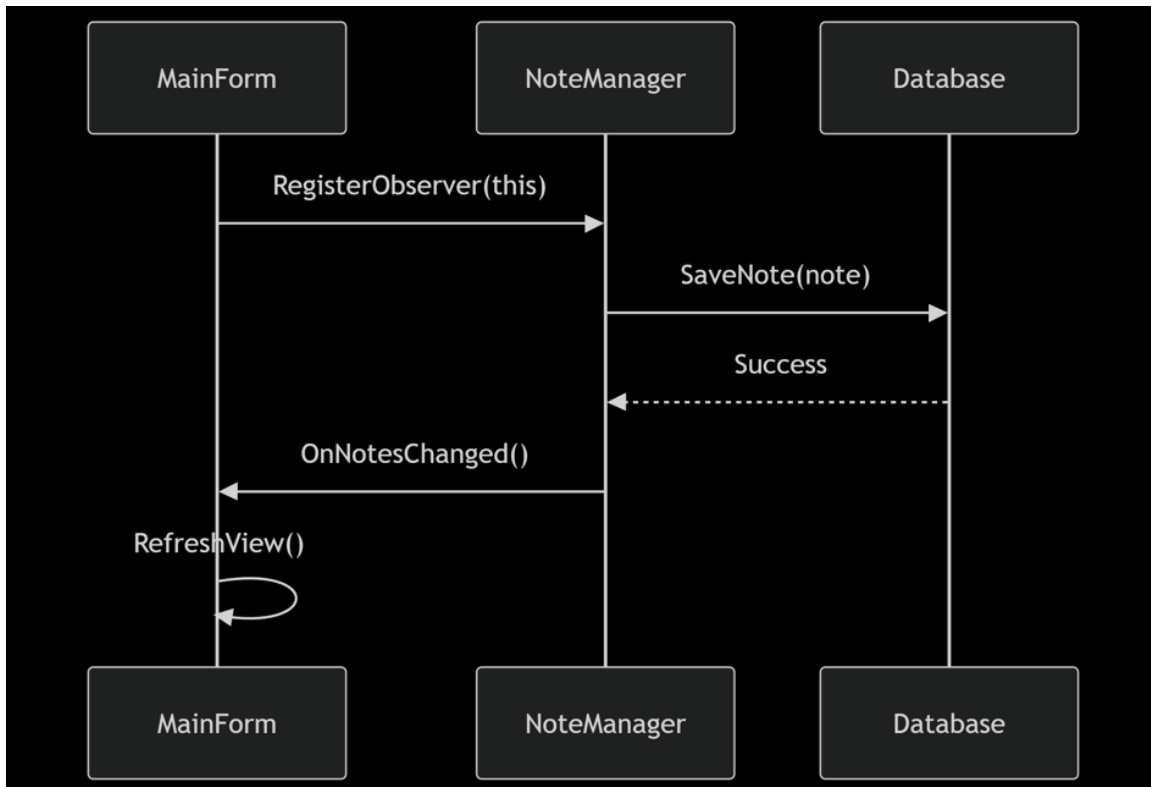 MainForm
NoteManager
Database
RegisterObserver(this)
SaveNote(note)
Success
OnNotesChanged()
RefreshView()
MainForm
NoteManager
Database